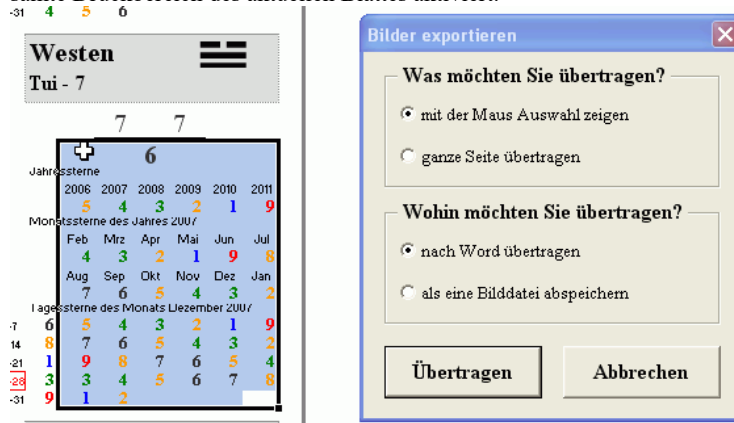 des aktuellen Blattes aktiviert.
-31 4 5 6
Westen
Tui - 7
7 7
6
Jahressterne
2006 2007 2008 2009 2010 2011
5 4 3 2 1 9
Monatssterne des Jahres 2007
Feb Mrz Apr Mai Jun Jul
4 3 2 1 9 8
Aug Sep Okt Nov Dez Jan
7 6 5 4 3 2
Tagessterne des Monats Dezember 2007
-7 6 5 4 3 2 1 9
14 8 7 6 5 4 3 2
-21 1 9 8 7 6 5 4
-28 3 3 4 5 6 7 8
-31 9 1 2
Bilder exportieren
Was möchten Sie übertragen?
mit der Maus Auswahl zeigen
ganze Seite übertragen
Wohin möchten Sie übertragen?
nach Word übertragen
als eine Bilddatei abspeichern
Übertragen Abbrechen